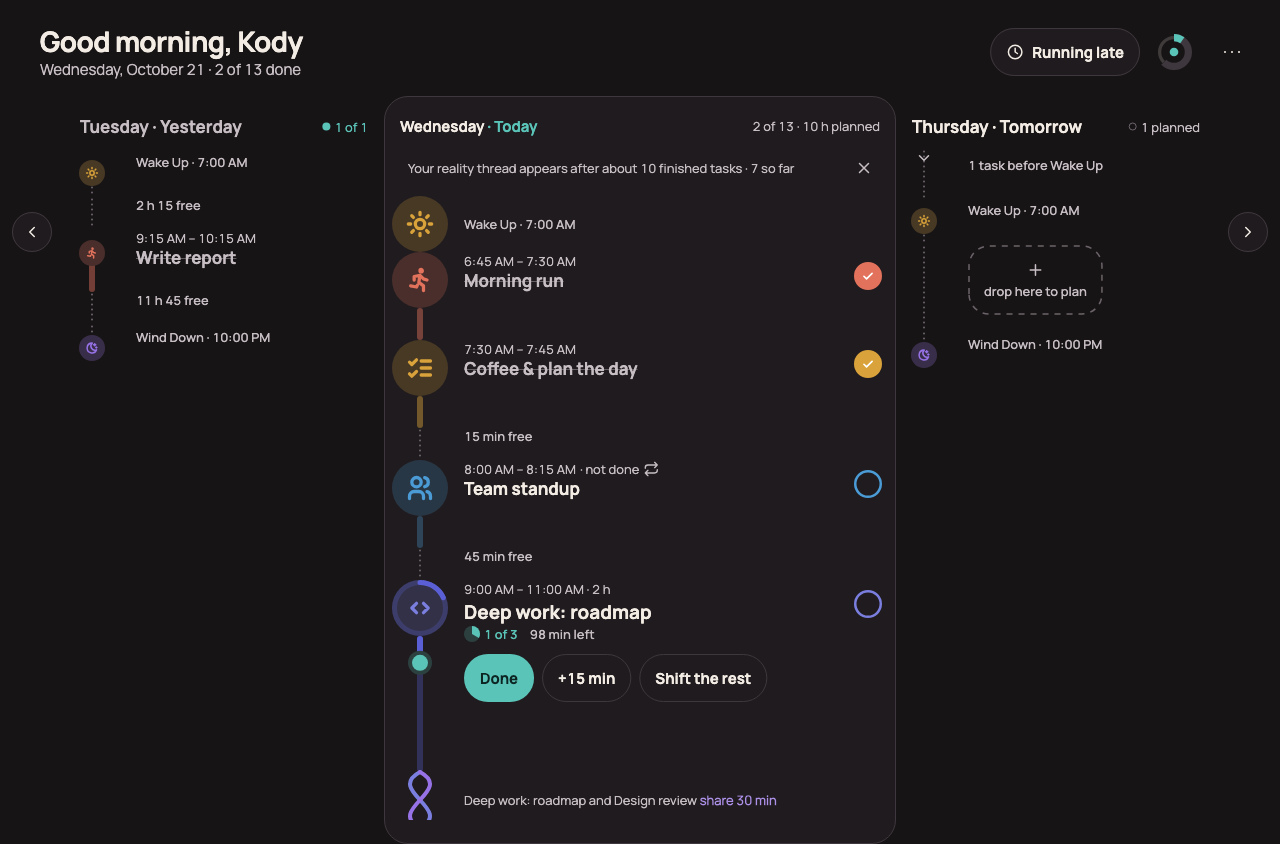 Good morning, Kody
Wednesday, October 21 · 2 of 13 done
Running late
Tuesday · Yesterday
1 of 1
Wake Up · 7:00 AM
2 h 15 free
9:15 AM – 10:15 AM
Write report
11 h 45 free
Wind Down · 10:00 PM
Wednesday · Today
2 of 13 · 10 h planned
Your reality thread appears after about 10 finished tasks · 7 so far
Wake Up · 7:00 AM
6:45 AM – 7:30 AM
Morning run
7:30 AM – 7:45 AM
Coffee & plan the day
15 min free
8:00 AM – 8:15 AM · not done
Team standup
45 min free
9:00 AM – 11:00 AM · 2 h
Deep work: roadmap
1 of 3 98 min left
Done
+15 min
Shift the rest
Deep work: roadmap and Design review share 30 min
Thursday · Tomorrow
1 planned
1 task before Wake Up
Wake Up · 7:00 AM
drop here to plan
Wind Down · 10:00 PM